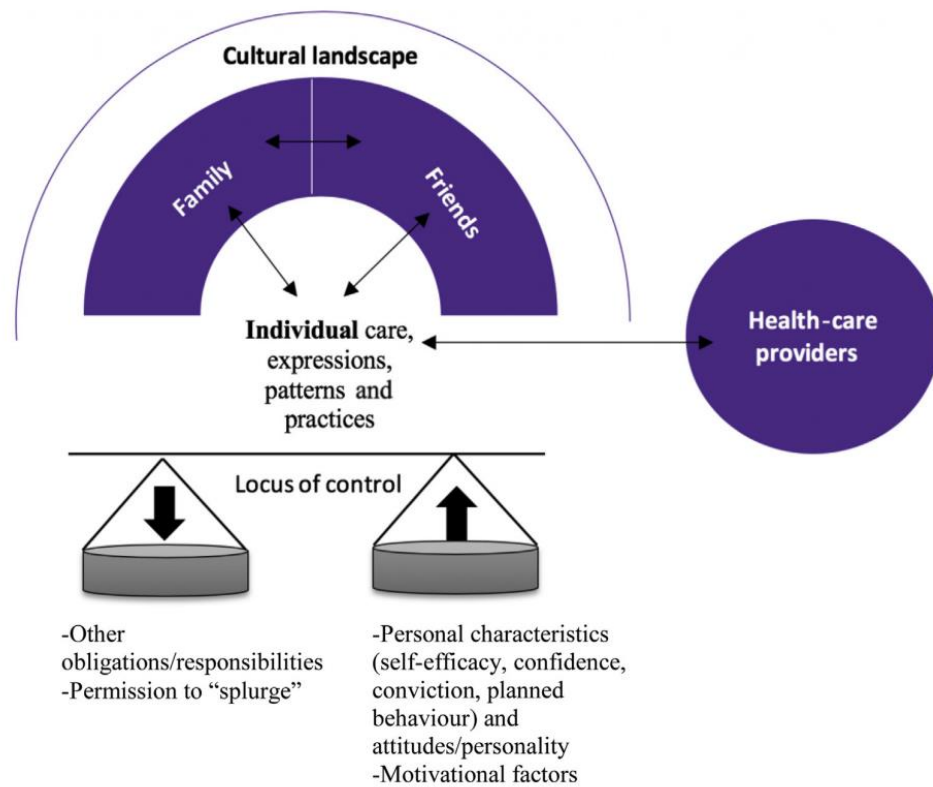 Cultural landscape
Family
Friends
Individual care,
expressions,
patterns and
practices
Health-care
providers
Locus of control
-Other
obligations/responsibilities
-Permission to “splurge”
-Personal characteristics
(self-efficacy, confidence,
conviction, planned
behaviour) and
attitudes/personality
-Motivational factors